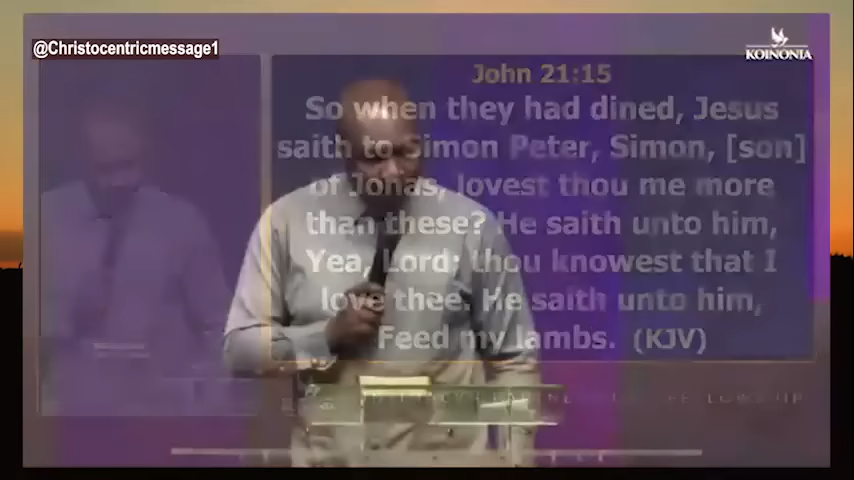 @Christocentricmessage1
KOINONIA
John 21:15
So when they had dined, Jesus
saith to Simon Peter, Simon, [son]
of Jonas, lovest thou me more
than these? He saith unto him,
Yea, Lord; thou knowest that I
love thee. He saith unto him,
Feed my lambs. (KJV)